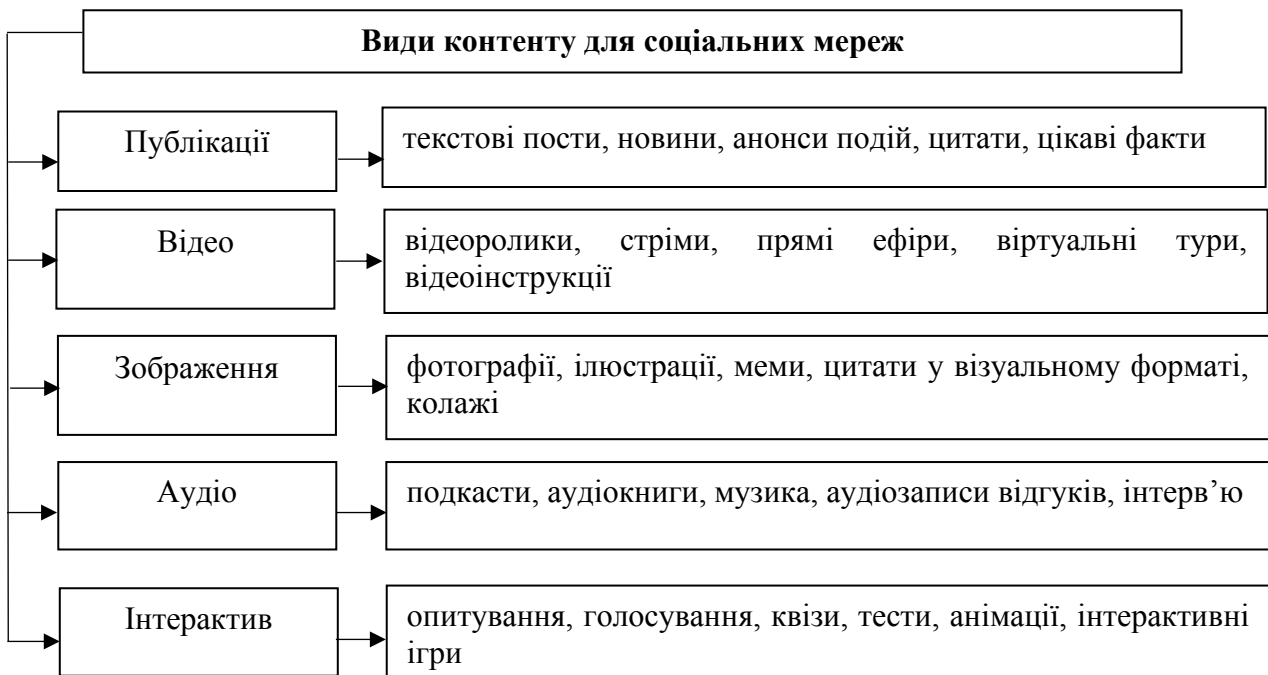 Види контенту для соціальних мереж
Публікації
текстові пости, новини, анонси подій, цитати, цікаві факти
Відео
відеоролики, стріми, прямі ефіри, віртуальні тури,
відеоінструкції
Зображення
фотографії, ілюстрації, меми, цитати у візуальному форматі,
колажі
Аудіо
подкасти, аудіокниги, музика, аудіозаписи відгуків, інтерв’ю
Інтерактив
опитування, голосування, квізи, тести, анімації, інтерактивні
ігри